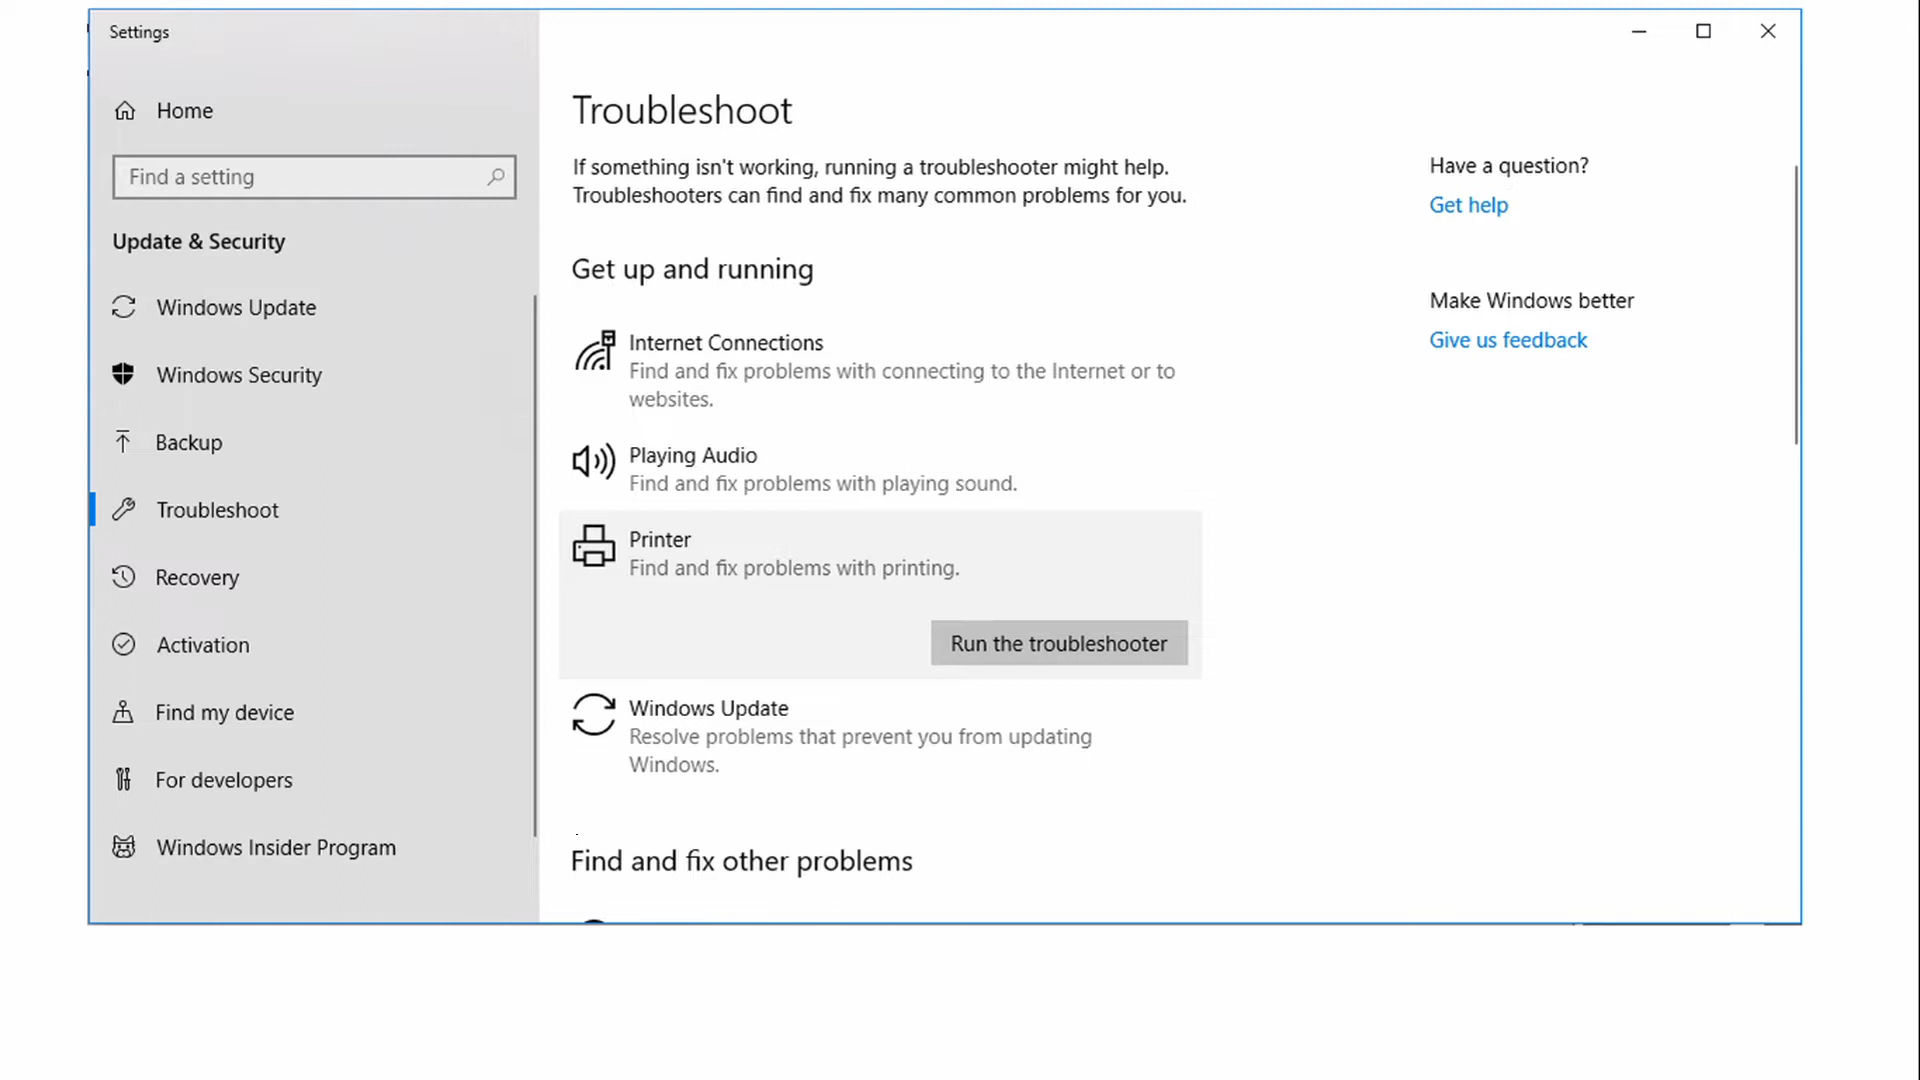 Settings
Home
Find a setting
Update & Security
Windows Update
Windows Security
Backup
Troubleshoot
Recovery
Activation
Find my device
For developers
Windows Insider Program
Troubleshoot
If something isn't working, running a troubleshooter might help.
Troubleshooters can find and fix many common problems for you.
Get up and running
Internet Connections
Find and fix problems with connecting to the Internet or to
websites.
Playing Audio
Find and fix problems with playing sound.
Printer
Find and fix problems with printing.
Run the troubleshooter
Windows Update
Resolve problems that prevent you from updating
Windows.
Find and fix other problems
Have a question?
Get help
Make Windows better
Give us feedback